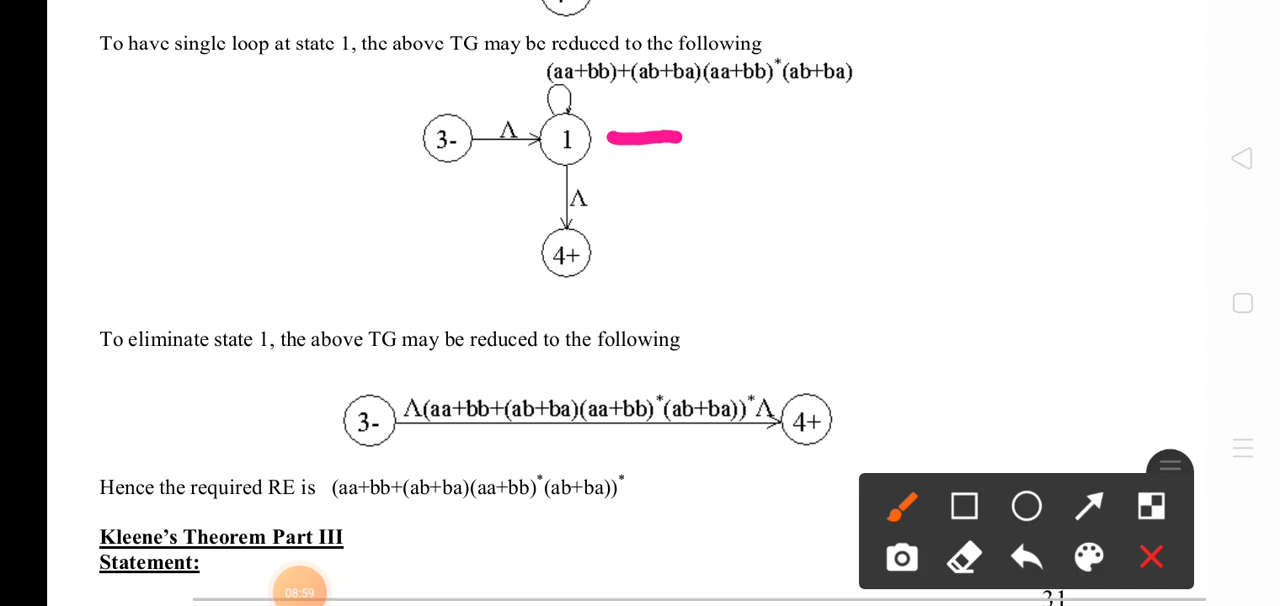 To have single loop at state 1, the above TG may be reduced to the following
(aa+bb)+(ab+ba)(aa+bb)*(ab+ba)
3- Λ 1
Λ
4+
To eliminate state 1, the above TG may be reduced to the following
3- Λ(aa+bb+(ab+ba)(aa+bb)*(ab+ba))*Λ 4+
Hence the required RE is (aa+bb+(ab+ba)(aa+bb)*(ab+ba))*
Kleene's Theorem Part III
Statement:
08:59